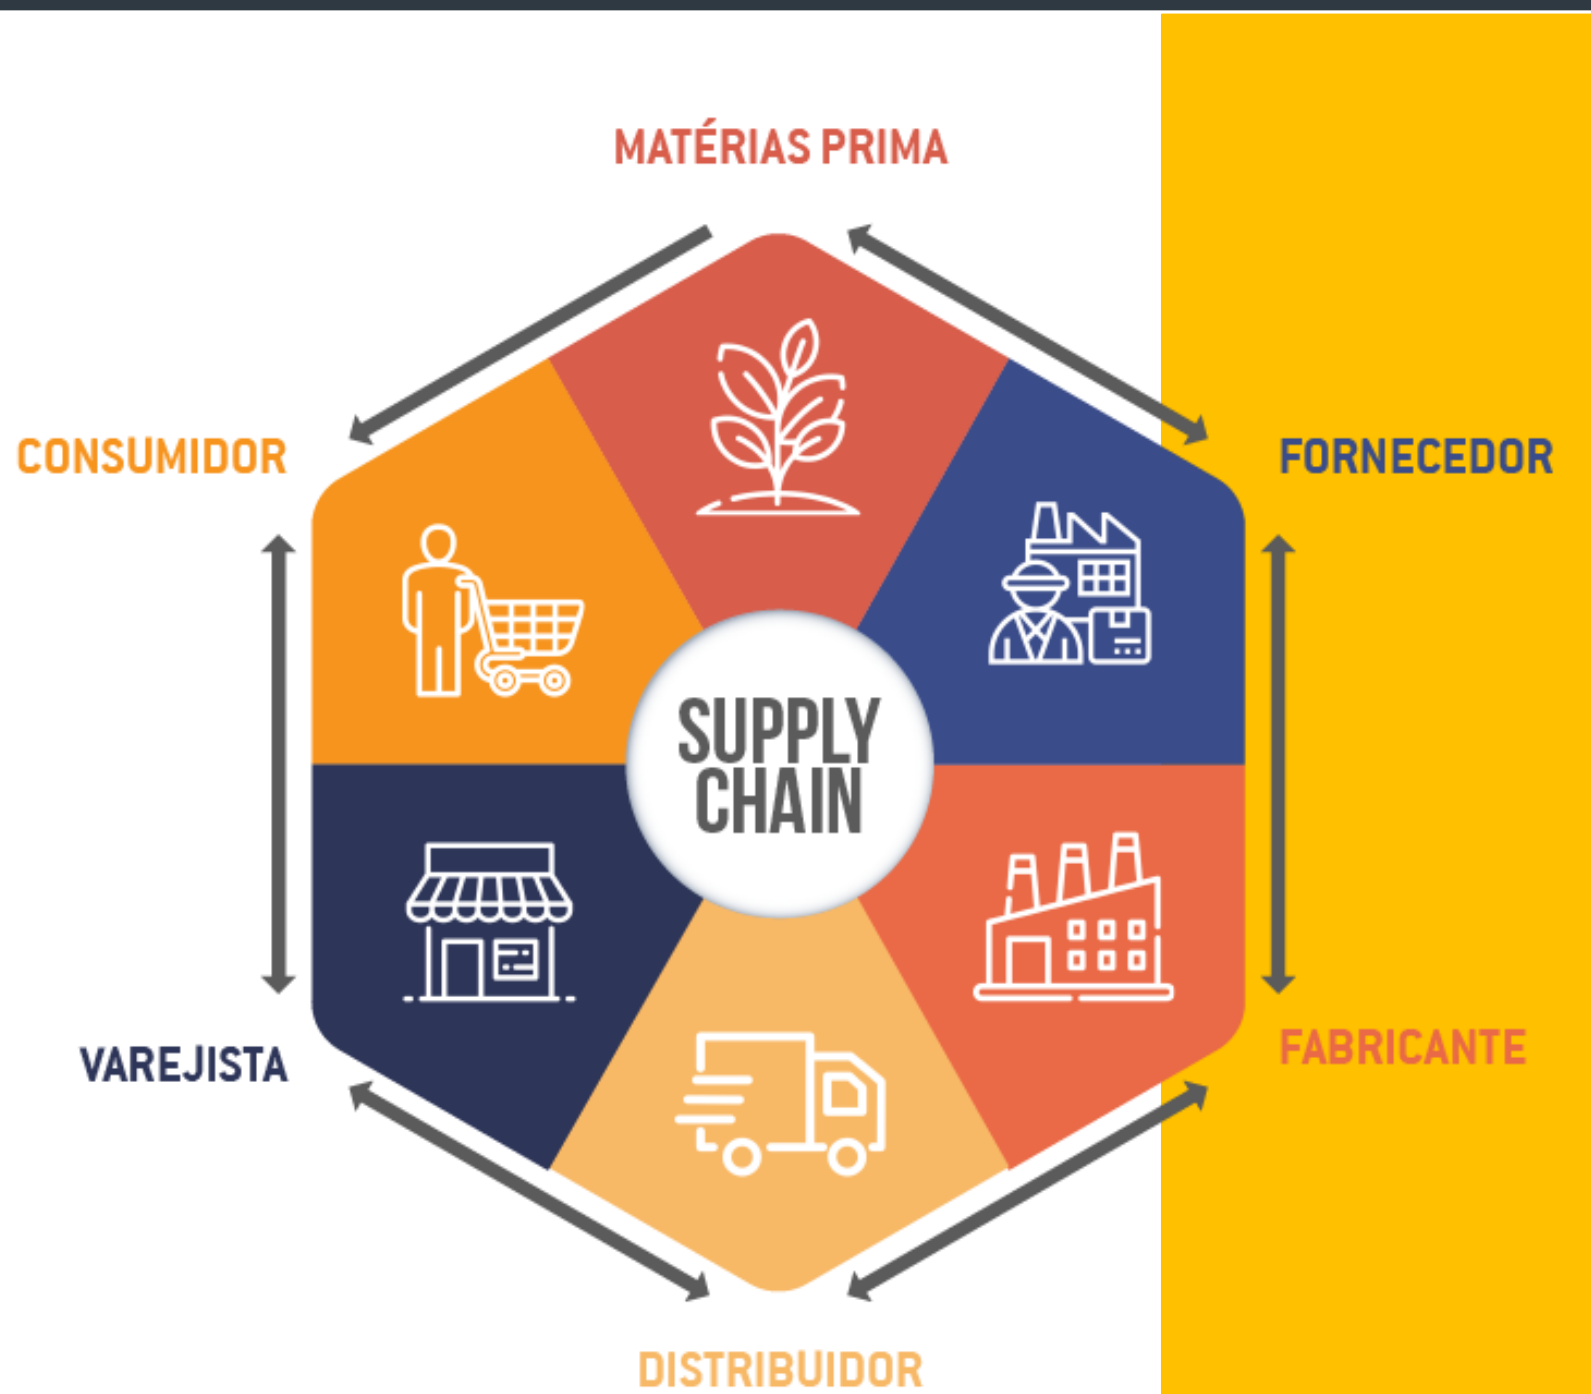 MATÉRIAS PRIMA
CONSUMIDOR
FORNECEDOR
SUPPLY
CHAIN
VAREJISTA
FABRICANTE
DISTRIBUIDOR